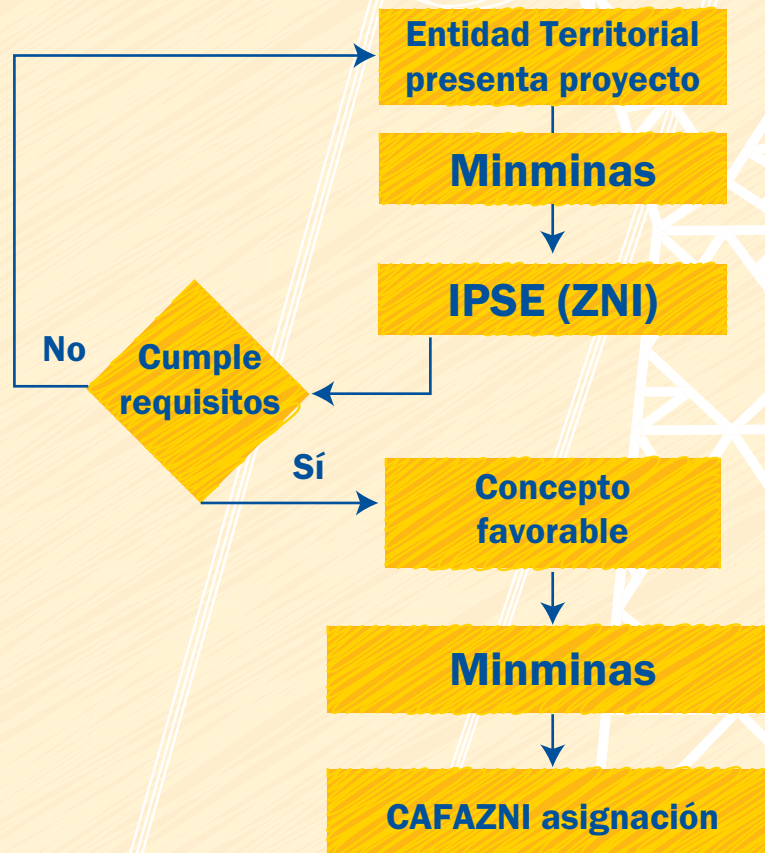 Entidad Territorial
presenta proyecto
Minminas
IPSE (ZNI)
No
Cumple
requisitos
Sí
Concepto
favorable
Minminas
CAFAZNI asignación